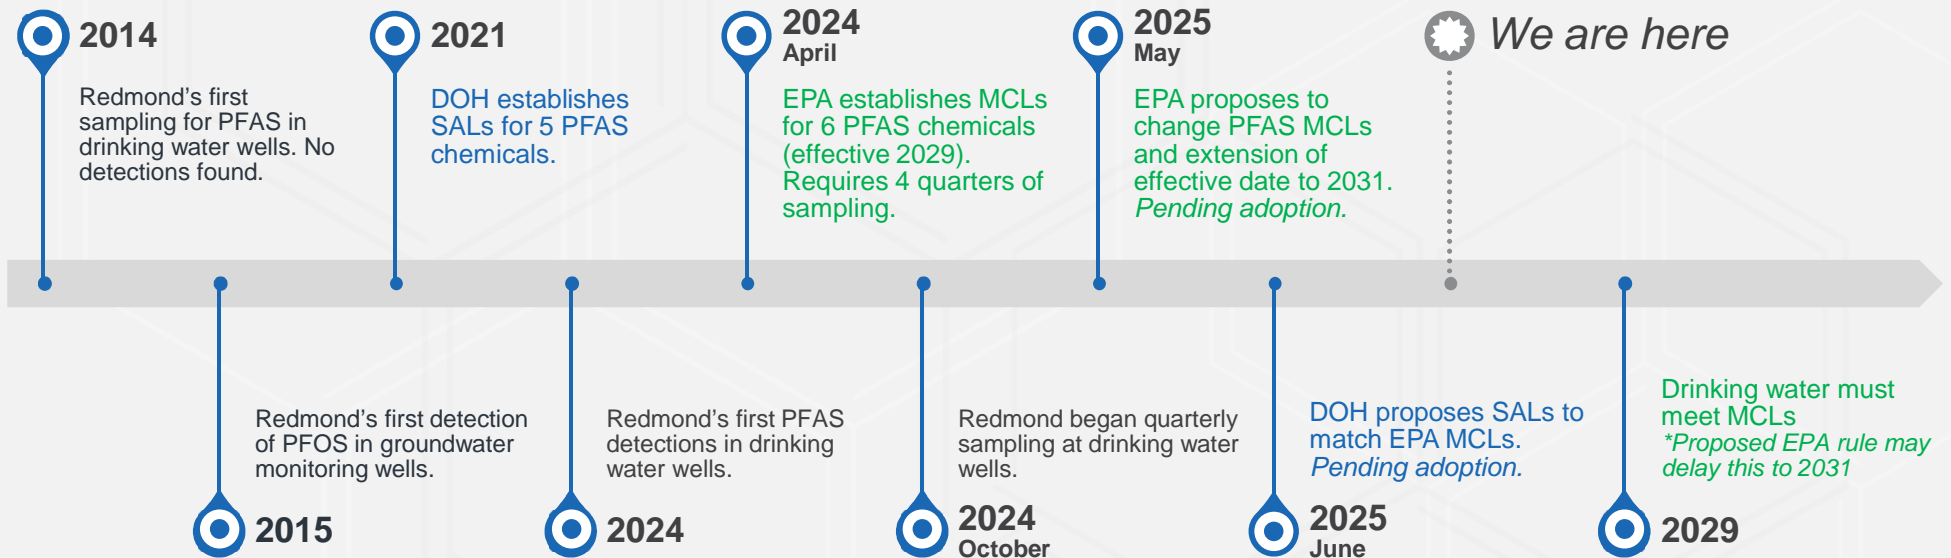 2014
Redmond’s first
sampling for PFAS in
drinking water wells. No
detections found.
2021
DOH establishes
SALs for 5 PFAS
chemicals.
2024
April
EPA establishes MCLs
for 6 PFAS chemicals
(effective 2029).
Requires 4 quarters of
sampling.
2025
May
EPA proposes to
change PFAS MCLs
and extension of
effective date to 2031.
Pending adoption.
We are here
Redmond’s first detection
of PFOS in groundwater
monitoring wells.
2015
Redmond’s first PFAS
detections in drinking
water wells.
2024
Redmond began quarterly
sampling at drinking water
wells.
2024
October
DOH proposes SALs to
match EPA MCLs.
Pending adoption.
2025
June
Drinking water must
meet MCLs
*Proposed EPA rule may
delay this to 2031
2029